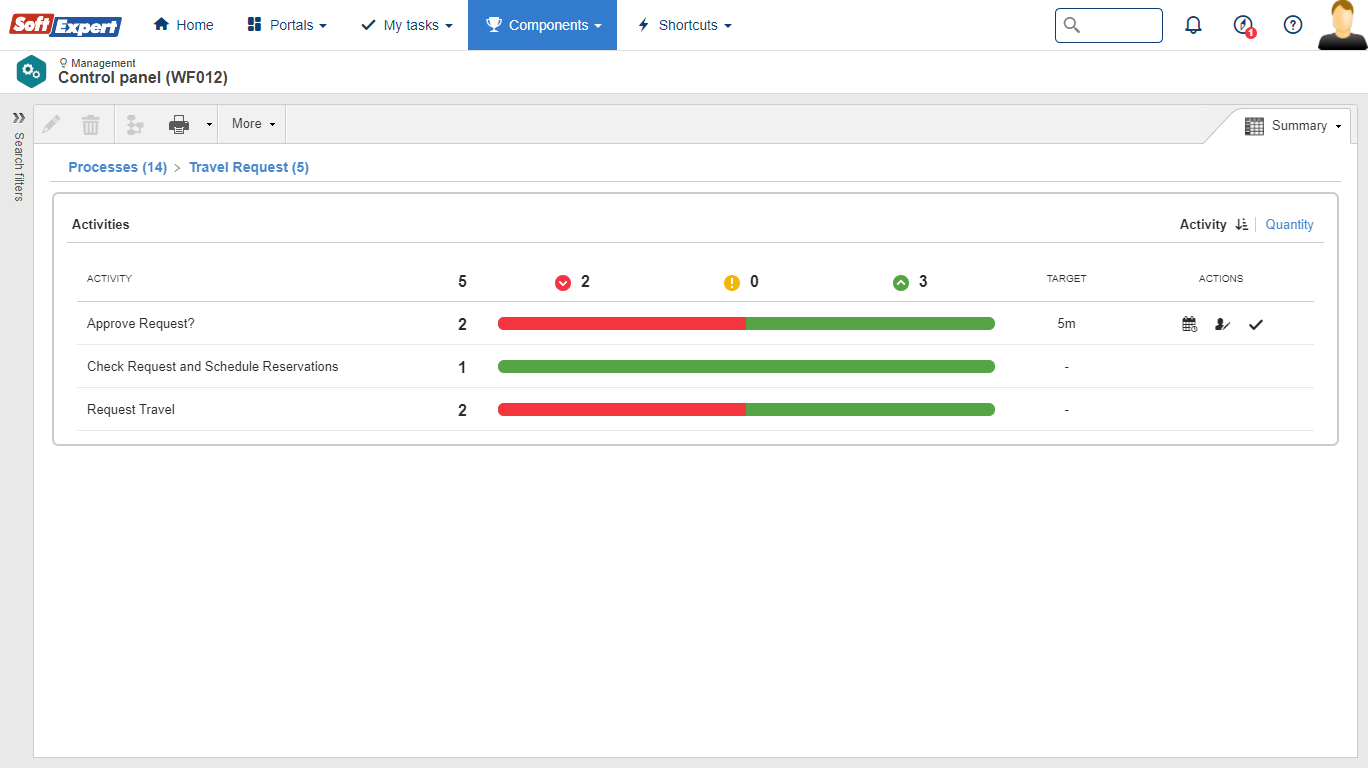 SoftExpert Home Portals My tasks Components Shortcuts 1
Management
Control panel (WF012)
Search filters
More Summary
Processes (14) > Travel Request (5)
Activities Activity Quantity
ACTIVITY 5 2 0 3 TARGET ACTIONS
Approve Request? 2 5m
Check Request and Schedule Reservations 1 -
Request Travel 2 -